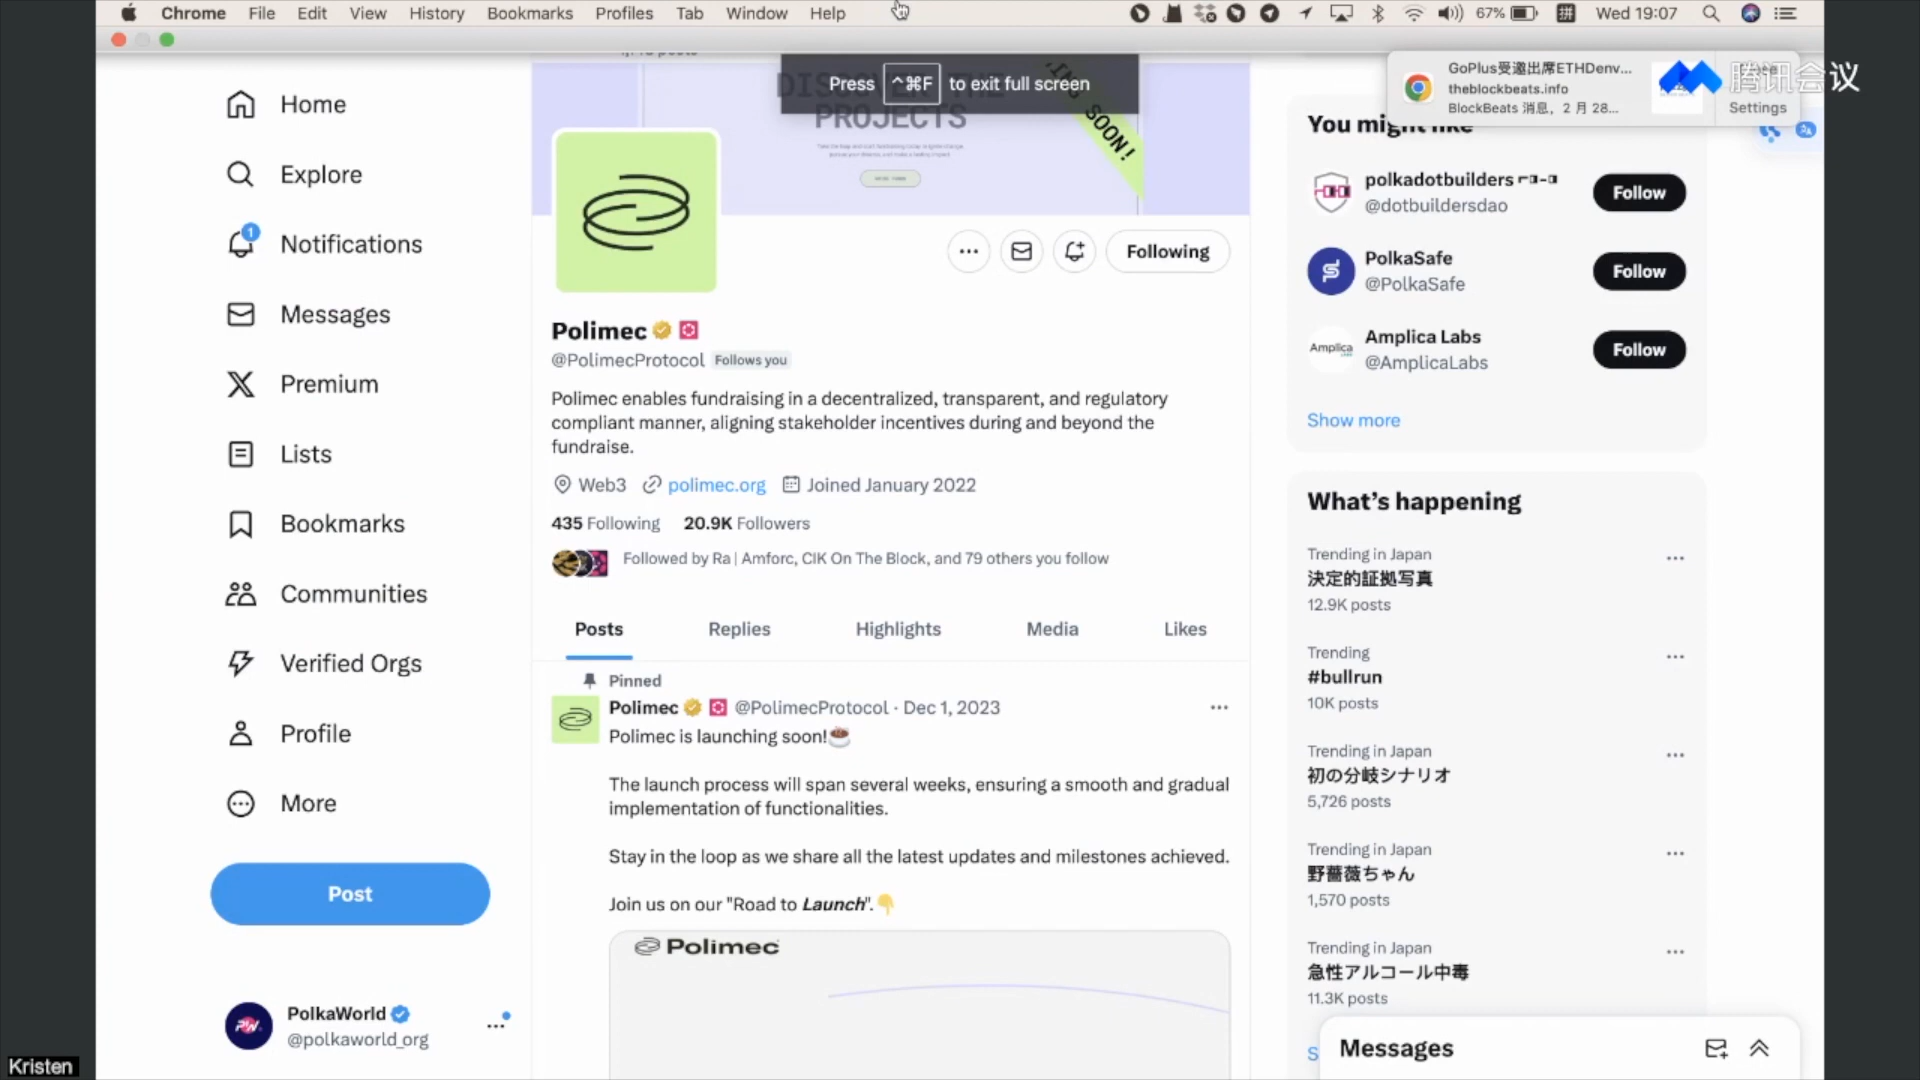 Chrome File Edit View History Bookmarks Profiles Tab Window Help
67% 拼 Wed 19:07
Press ^⌘F to exit full screen
DISCOVER THE
PROJECTS
SOON!
GoPlus受邀出席ETHDenv...
theblockbeats.info
BlockBeats 消息，2 月 28...
Settings
腾讯会议
Home
Explore
1
Notifications
Messages
Premium
Lists
Bookmarks
Communities
Verified Orgs
Profile
More
Post
PW
PolkaWorld
@polkaworld_org
Kristen
Following
Polimec
@PolimecProtocol Follows you
Polimec enables fundraising in a decentralized, transparent, and regulatory
compliant manner, aligning stakeholder incentives during and beyond the
fundraise.
Web3 polimec.org Joined January 2022
435 Following 20.9K Followers
Followed by Ra | Amforc, CIK On The Block, and 79 others you follow
Posts Replies Highlights Media Likes
Pinned
Polimec @PolimecProtocol · Dec 1, 2023
Polimec is launching soon!☕
The launch process will span several weeks, ensuring a smooth and gradual
implementation of functionalities.
Stay in the loop as we share all the latest updates and milestones achieved.
Join us on our "Road to Launch".👇
Polimec
You might like
polkadotbuilders
@dotbuildersdao
Follow
PolkaSafe
@PolkaSafe
Follow
Amplica
Amplica Labs
@AmplicaLabs
Follow
Show more
What's happening
Trending in Japan
決定的証拠写真
12.9K posts
Trending
#bullrun
10K posts
Trending in Japan
初の分岐シナリオ
5,726 posts
Trending in Japan
野薔薇ちゃん
1,570 posts
Trending in Japan
急性アルコール中毒
11.3K posts
Messages